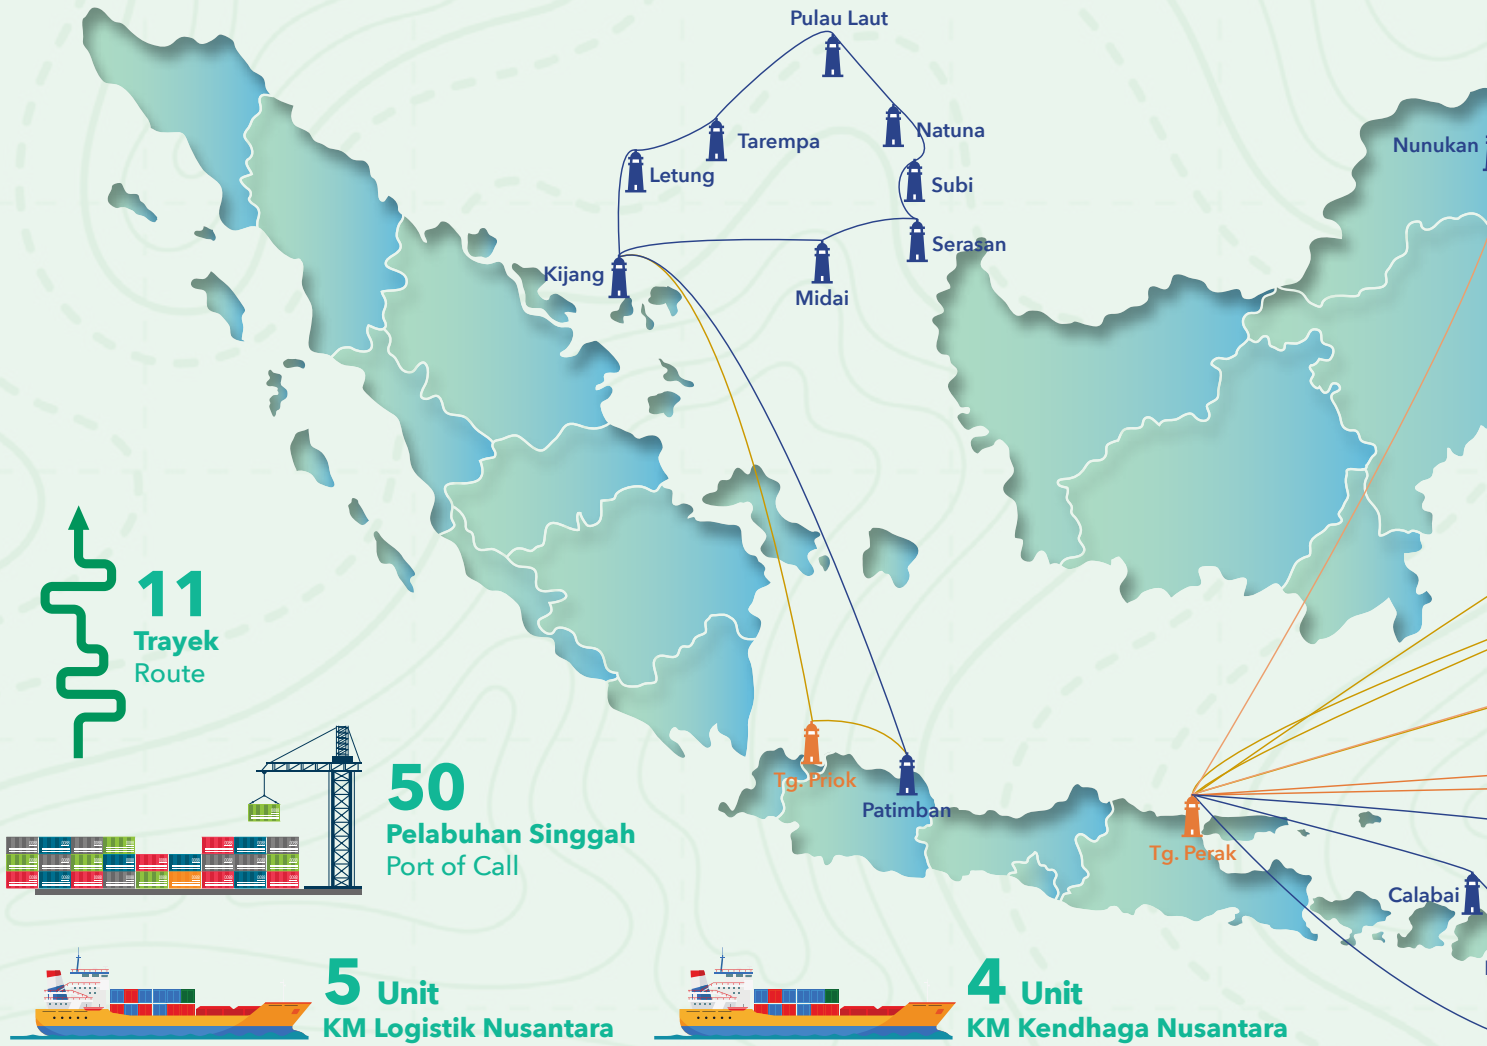 Pulau Laut
Natuna
Tarempa
Nunukan
Letung
Subi
Serasan
Kijang
Midai
11
Trayek
Route
50
Pelabuhan Singgah
Port of Call
Tg. Priok
Patimban
Tg. Perak
Calabai
5 Unit
KM Logistik Nusantara
4 Unit
KM Kendhaga Nusantara